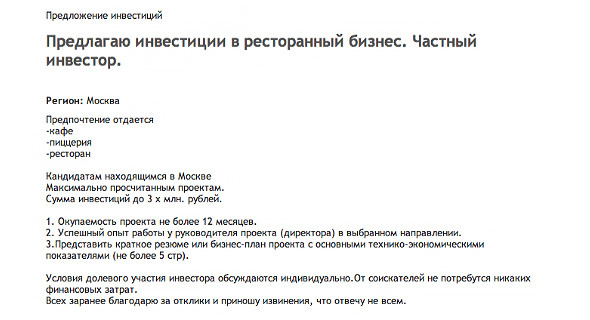 Предложение инвестиций
Предлагаю инвестиции в ресторанный бизнес. Частный
инвестор.
Регион: Москва
Предпочтение отдается
-кафе
-пиццерия
-ресторан
Кандидатам находящимся в Москве
Максимально просчитанным проектам.
Сумма инвестиций до 3 х млн. рублей.
1. Окупаемость проекта не более 12 месяцев.
2. Успешный опыт работы у руководителя проекта (директора) в выбранном направлении.
3.Представить краткое резюме или бизнес-план проекта с основными технико-экономическими
показателями (не более 5 стр).
Условия долевого участия инвестора обсуждаются индивидуально.От соискателей не потребутся никаких
финансовых затрат.
Всех заранее благодарю за отклики и приношу извинения, что отвечу не всем.